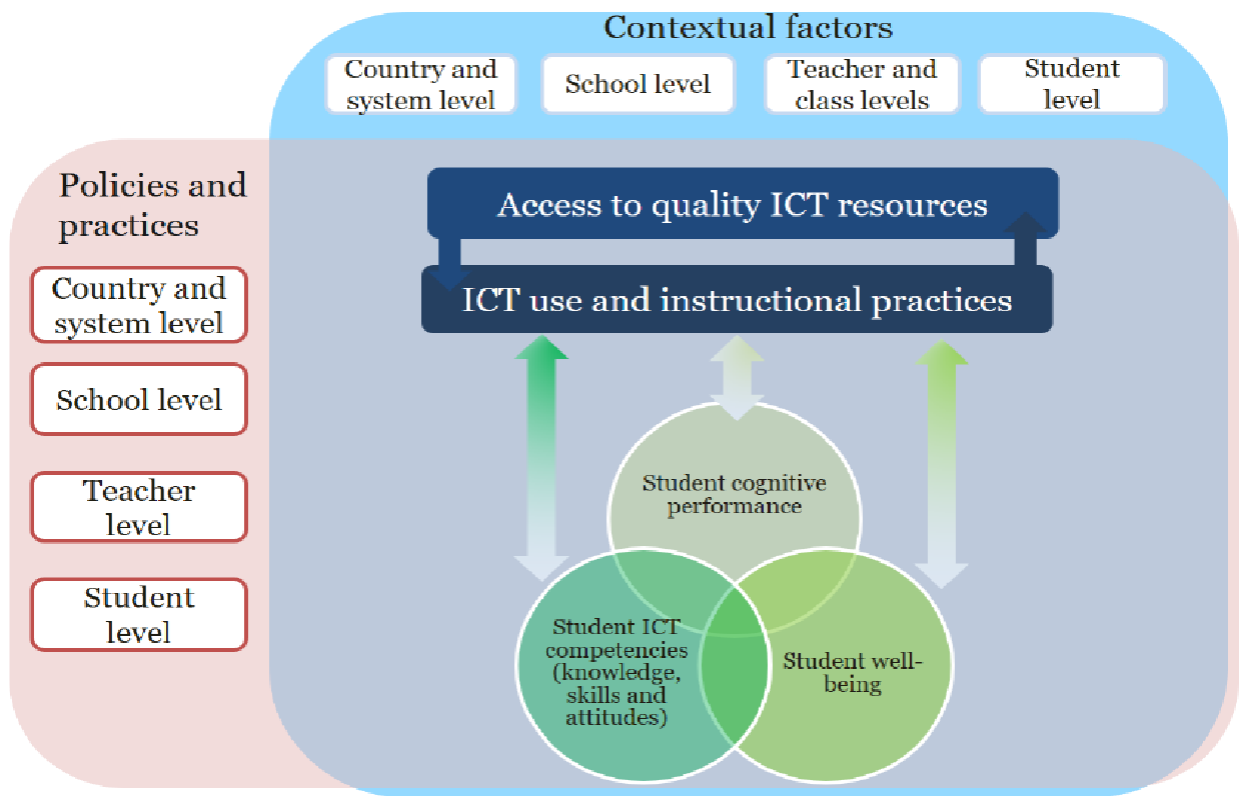 Contextual factors
Country and
system level
School level
Teacher and
class levels
Student
level
Policies and
practices
Country and
system level
School level
Teacher
level
Student
level
Access to quality ICT resources
ICT use and instructional practices
Student cognitive
performance
Student ICT
competencies
(knowledge,
skills and
attitudes)
Student well-
being